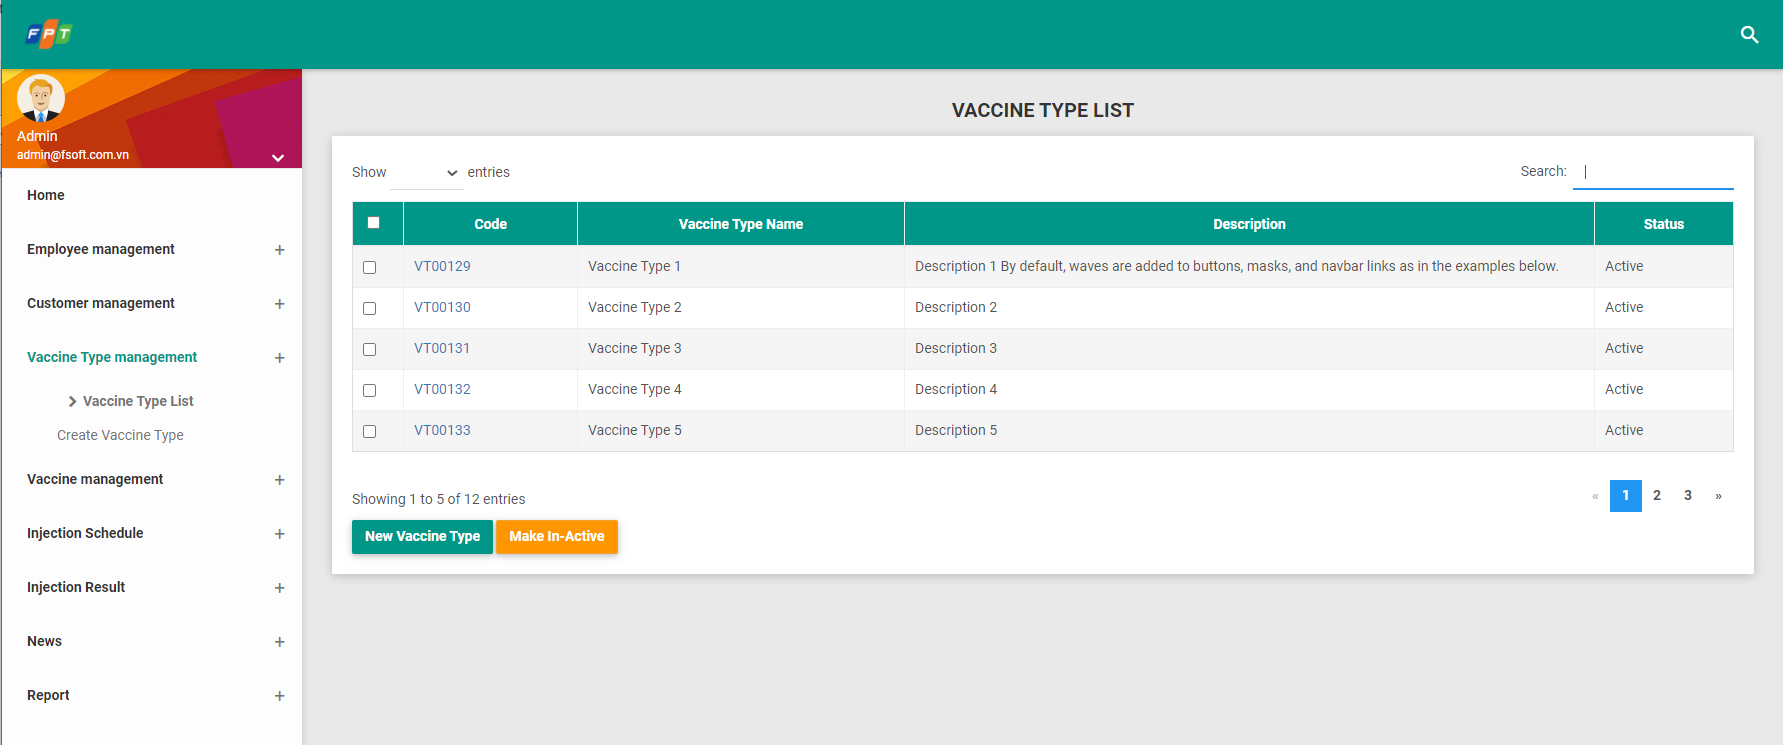 FPT
Admin
admin@fsoft.com.vn
Home
Employee management +
Customer management +
Vaccine Type management +
Vaccine Type List
Create Vaccine Type
Vaccine management +
Injection Schedule +
Injection Result +
News +
Report +
VACCINE TYPE LIST
Show entries
Search:
Code Vaccine Type Name Description Status
VT00129 Vaccine Type 1 Description 1 By default, waves are added to buttons, masks, and navbar links as in the examples below. Active
VT00130 Vaccine Type 2 Description 2 Active
VT00131 Vaccine Type 3 Description 3 Active
VT00132 Vaccine Type 4 Description 4 Active
VT00133 Vaccine Type 5 Description 5 Active
Showing 1 to 5 of 12 entries
« 1 2 3 »
New Vaccine Type Make In-Active